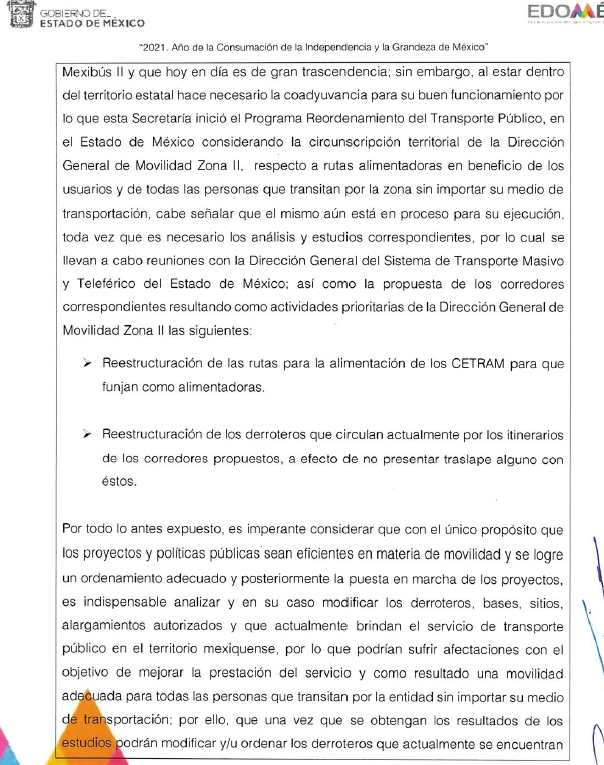 GOBIERNO DE
ESTADO DE MÉXICO
EDOMÉ
"2021. Año de la Consumación de la Independencia y la Grandeza de México"
Mexibús II y que hoy en día es de gran trascendencia; sin embargo, al estar dentro
del territorio estatal hace necesario la coadyuvancia para su buen funcionamiento por
lo que esta Secretaría inició el Programa Reordenamiento del Transporte Público, en
el Estado de México considerando la circunscripción territorial de la Dirección
General de Movilidad Zona II, respecto a rutas alimentadoras en beneficio de los
usuarios y de todas las personas que transitan por la zona sin importar su medio de
transportación, cabe señalar que el mismo aún está en proceso para su ejecución,
toda vez que es necesario los análisis y estudios correspondientes, por lo cual se
llevan a cabo reuniones con la Dirección General del Sistema de Transporte Masivo
y Teleférico del Estado de México; así como la propuesta de los corredores
correspondientes resultando como actividades prioritarias de la Dirección General de
Movilidad Zona II las siguientes:
➤ Reestructuración de las rutas para la alimentación de los CETRAM para que
funjan como alimentadoras.
➤ Reestructuración de los derroteros que circulan actualmente por los itinerarios
de los corredores propuestos, a efecto de no presentar traslape alguno con
éstos.
Por todo lo antes expuesto, es imperante considerar que con el único propósito que
los proyectos y políticas públicas sean eficientes en materia de movilidad y se logre
un ordenamiento adecuado y posteriormente la puesta en marcha de los proyectos,
es indispensable analizar y en su caso modificar los derroteros, bases, sitios,
alargamientos autorizados y que actualmente brindan el servicio de transporte
público en el territorio mexiquense, por lo que podrían sufrir afectaciones con el
objetivo de mejorar la prestación del servicio y como resultado una movilidad
adecuada para todas las personas que transitan por la entidad sin importar su medio
de transportación; por ello, que una vez que se obtengan los resultados de los
estudios podrán modificar y/u ordenar los derroteros que actualmente se encuentran